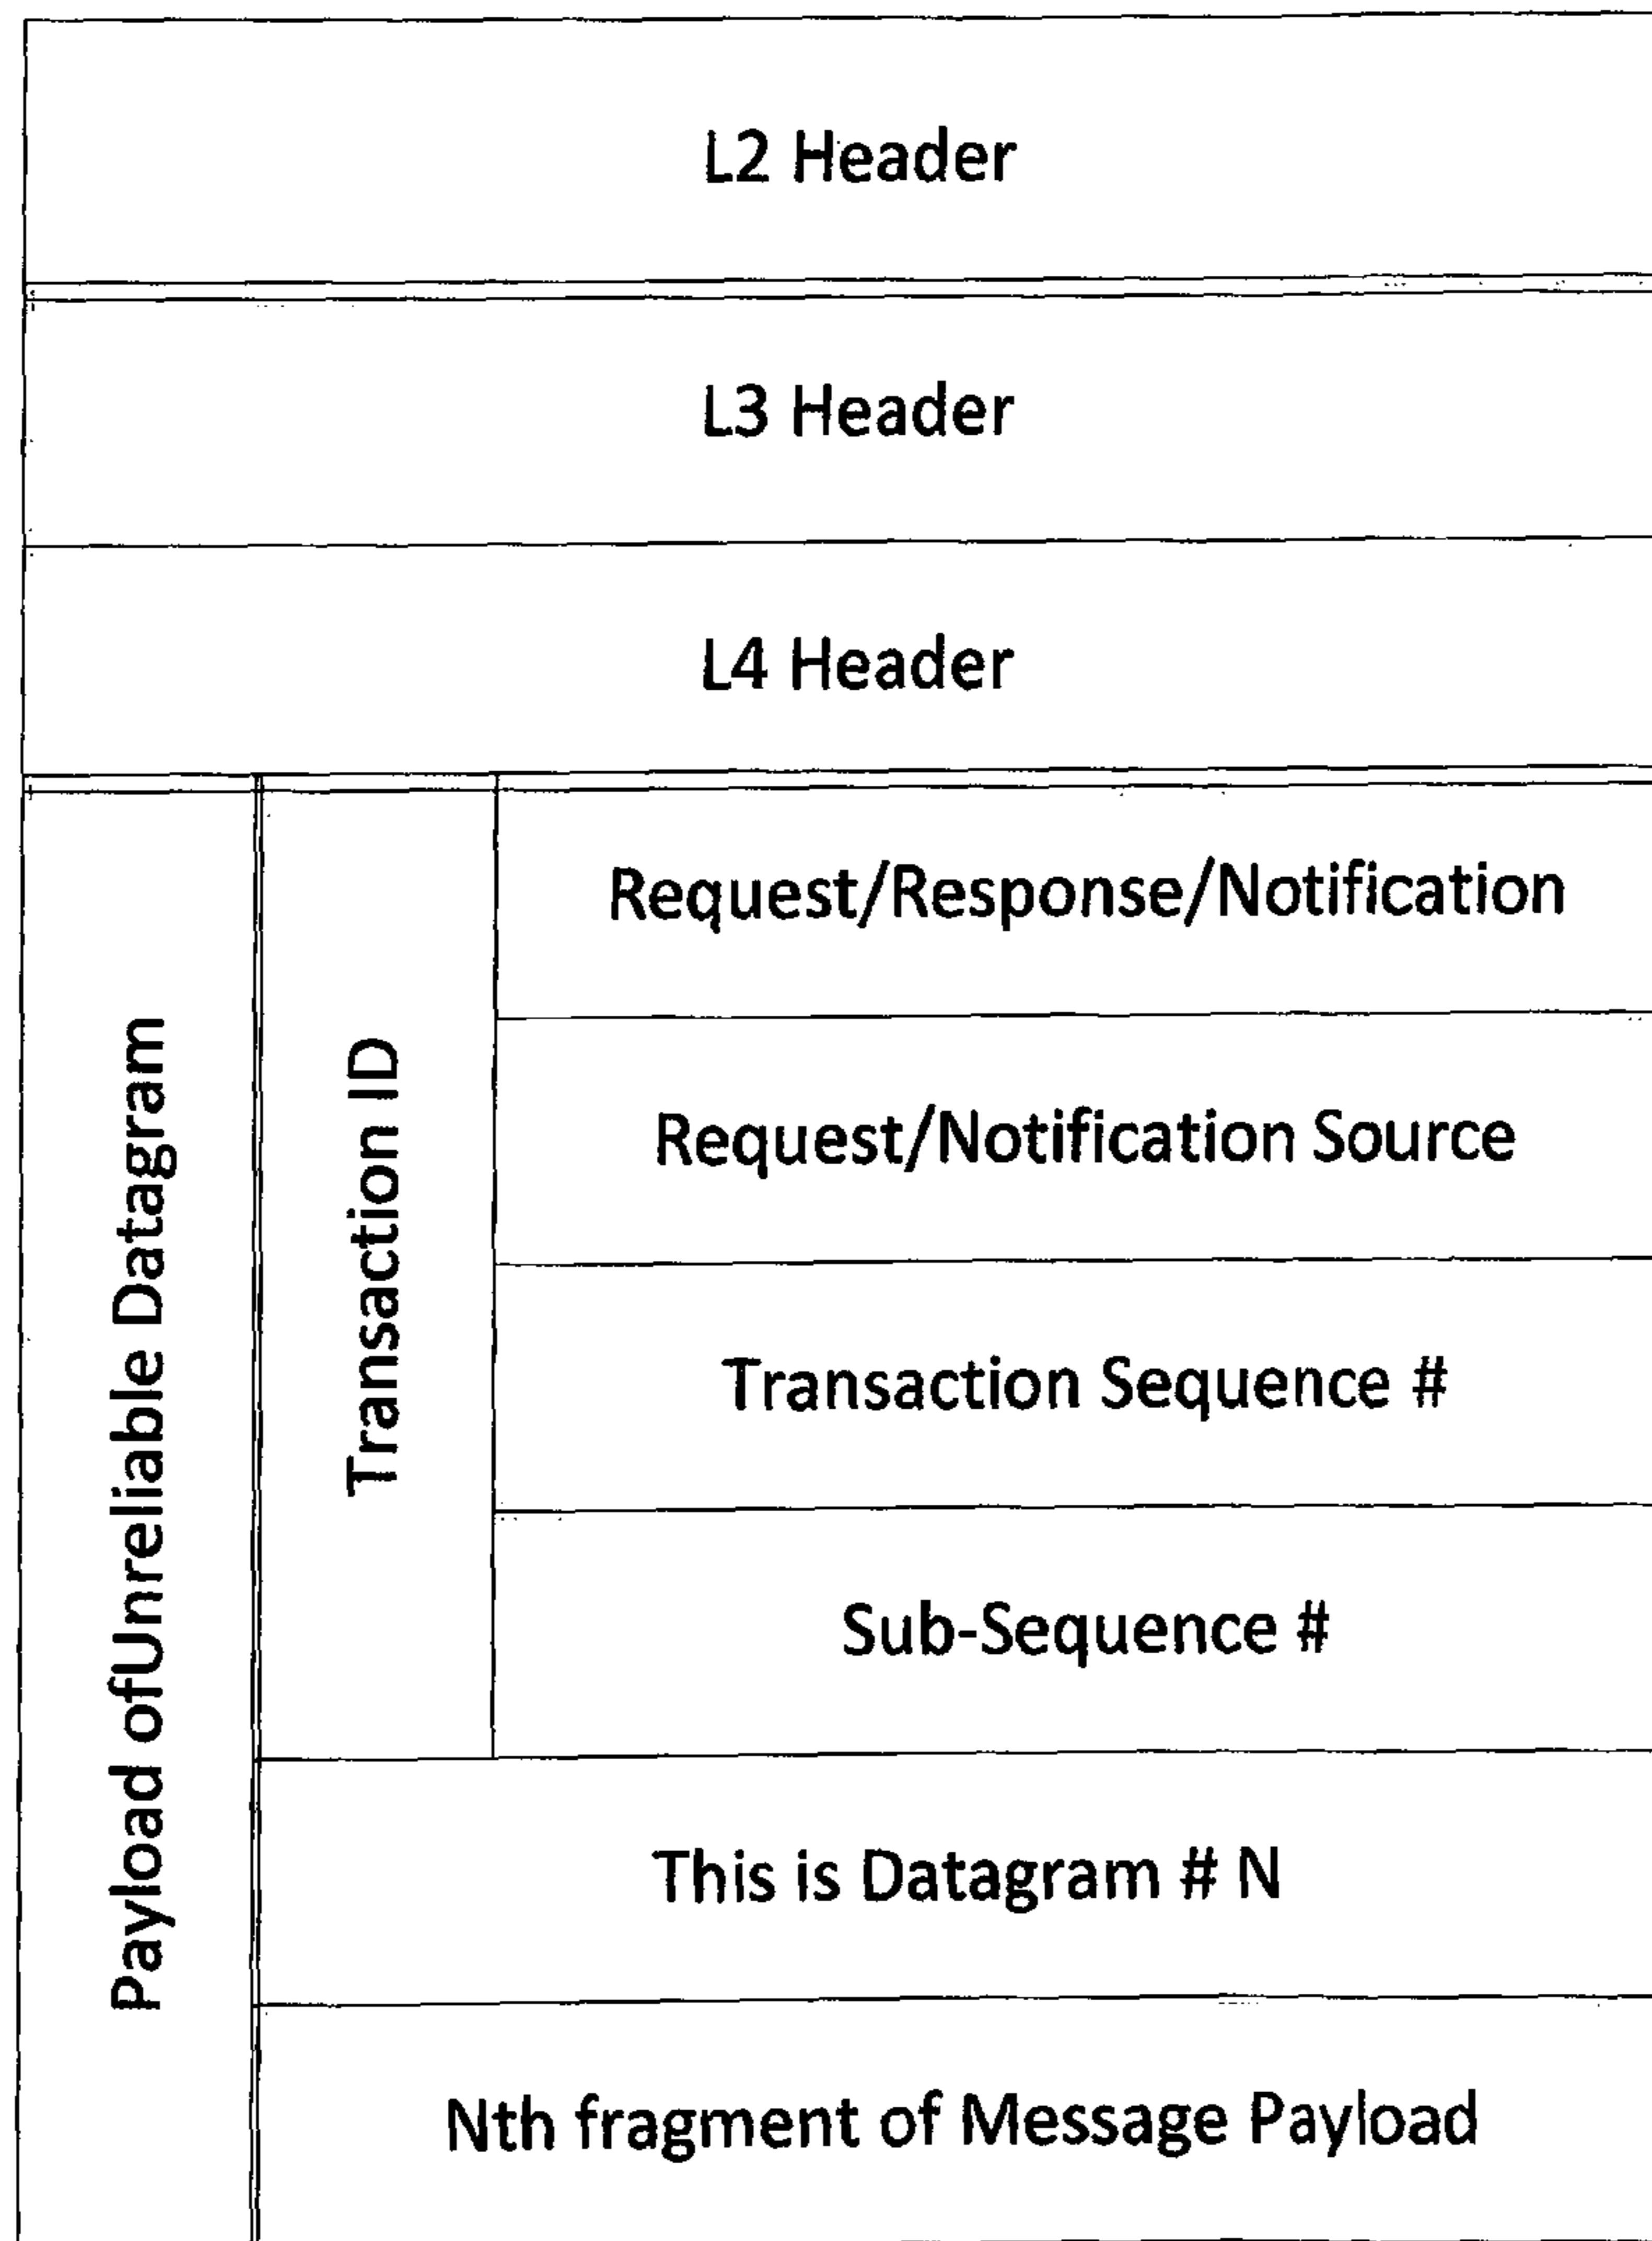 L2 Header
L3 Header
L4 Header
Payload ofUnreliable Datagram
Transaction ID
Request/Response/Notification
Request/Notification Source
Transaction Sequence #
Sub-Sequence #
This is Datagram # N
Nth fragment of Message Payload